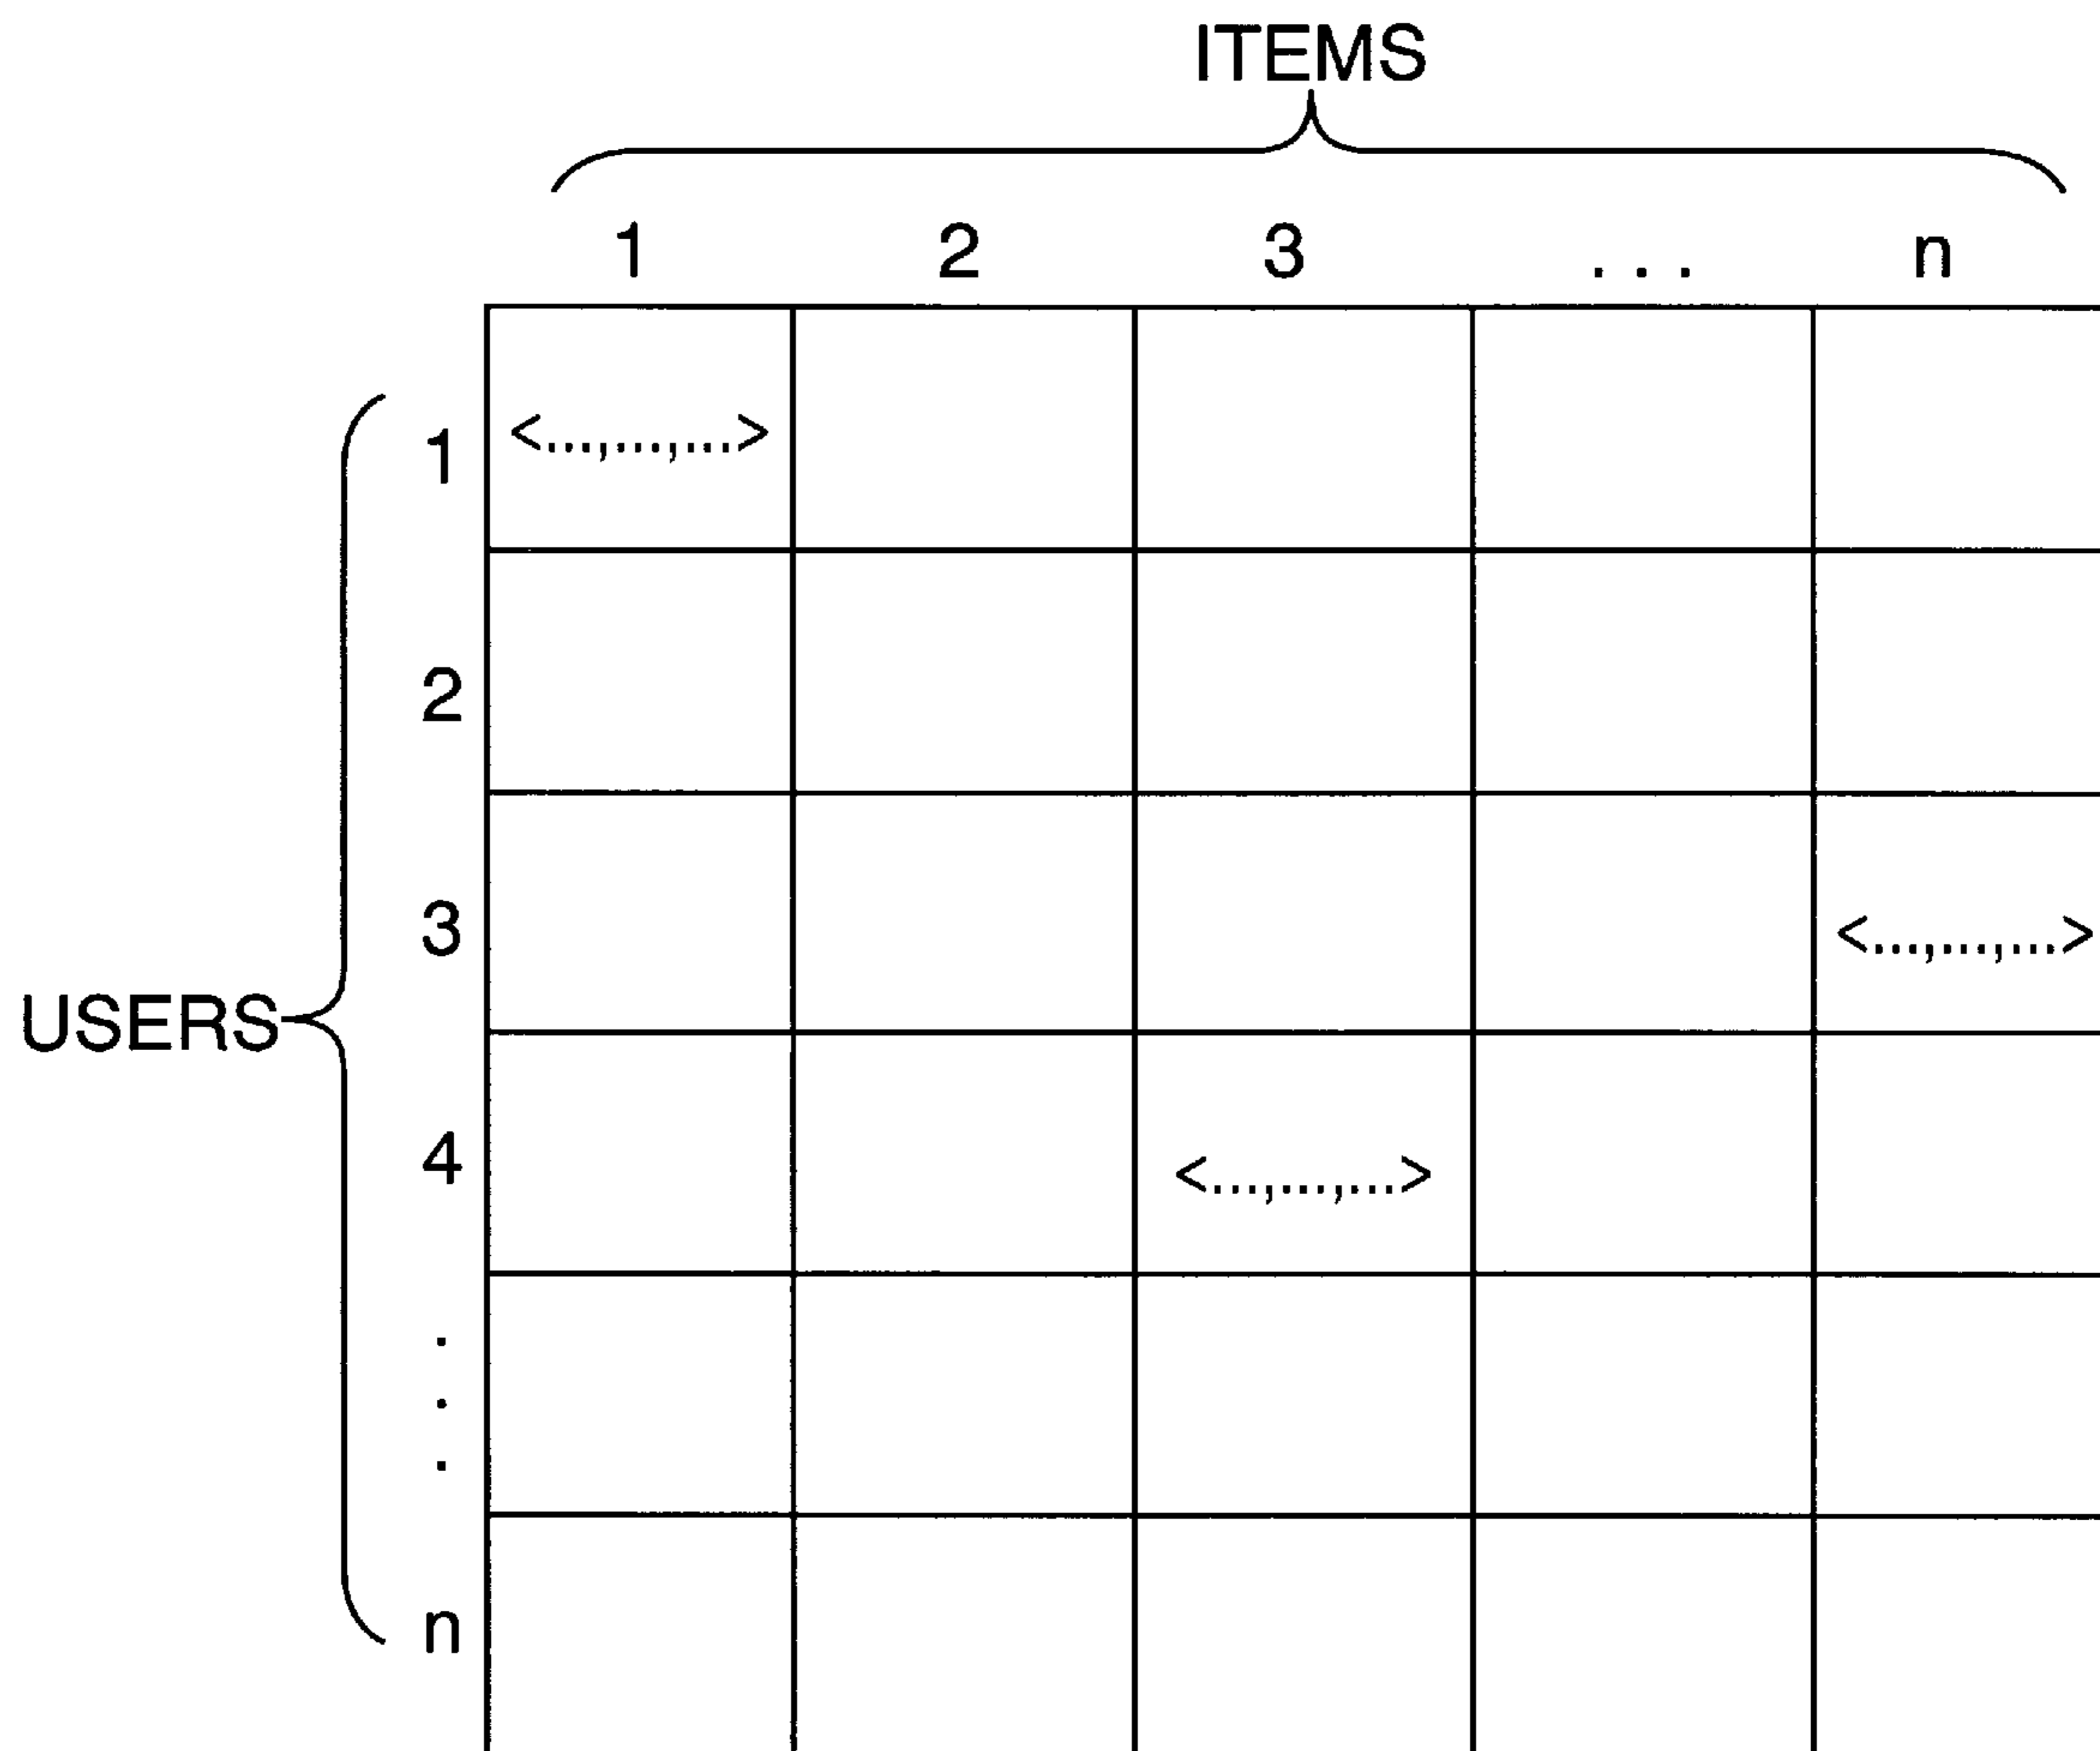 ITEMS
1 2 3 . . . n
1 <...,...,...>
2
3 <...,...,...>
USERS
4 <...,...,...>
.
.
.
n